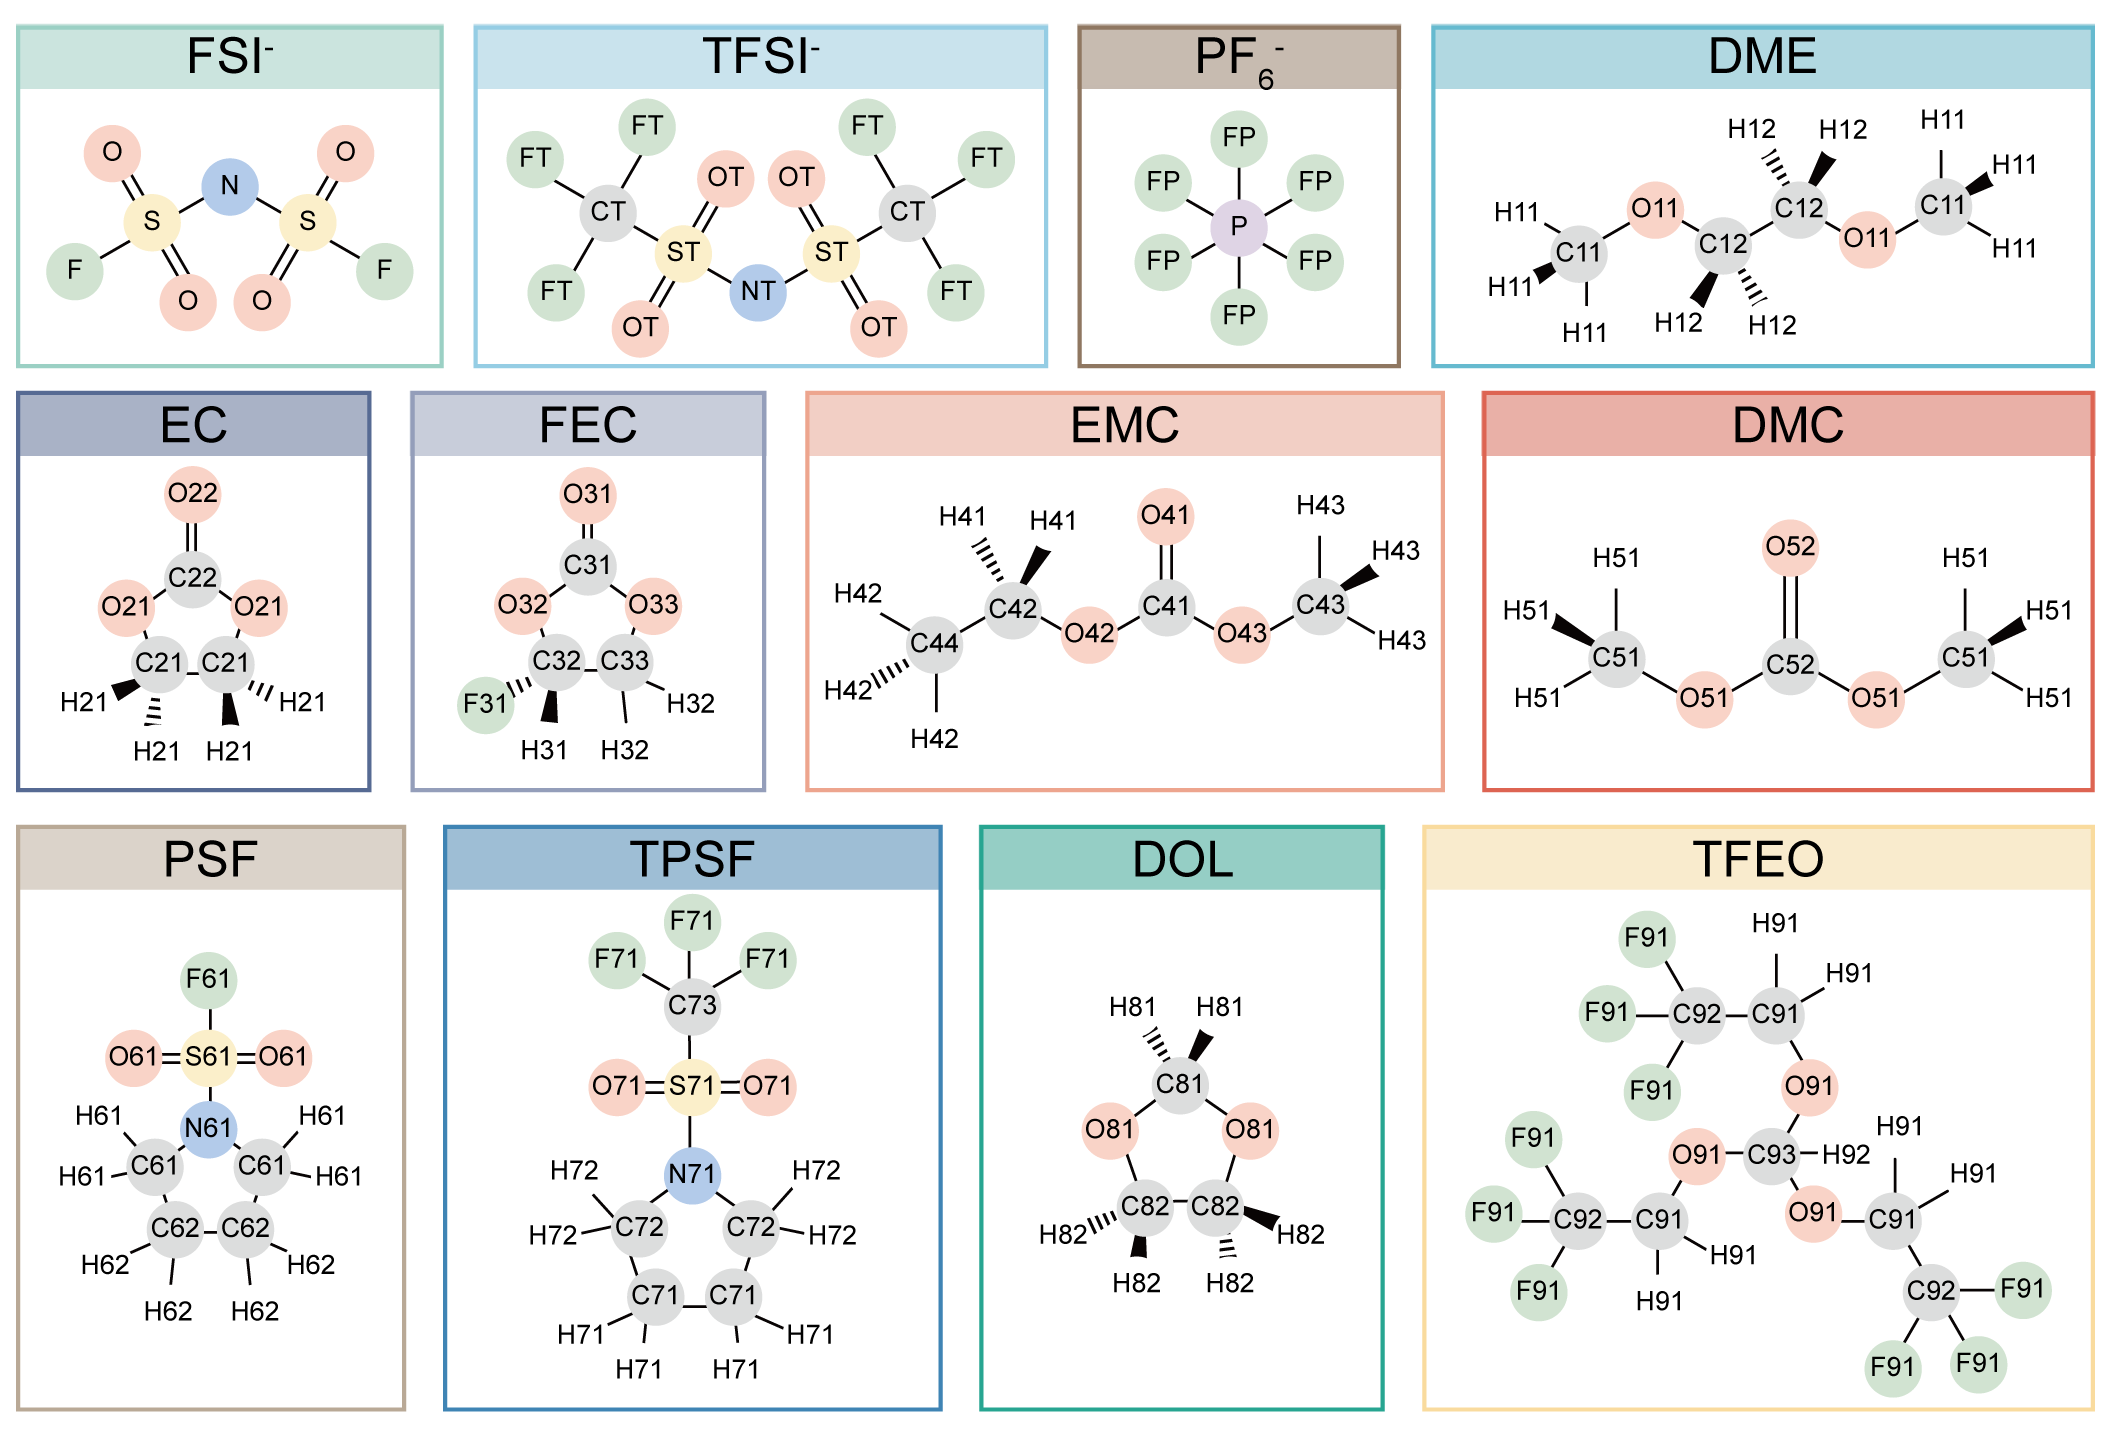 FSI-
O O
N
S S
F F
O O
TFSI-
FT FT
FT FT
OT OT
CT CT
ST ST
FT NT FT
OT OT
PF6-
FP
FP FP
P
FP FP
FP
DME
H11
H12 H12
H11
H11 O11 C12 C11
C11 C12 O11 H11
H11
H12 H12
H11
EC
O22
C22
O21 O21
C21 C21
H21 H21
H21 H21
FEC
O31
C31
O32 O33
C32 C33
F31 H32
H31 H32
EMC
H41 H41 O41 H43
H43
H42
C42 C41 C43
C44 O42 O43 H43
H42
H42
DMC
O52
H51 H51
H51 H51
C51 C52 C51
H51 O51 O51 H51
PSF
F61
O61 S61 O61
H61 H61
N61
H61 C61 C61 H61
C62 C62
H62 H62
H62 H62
TPSF
F71
F71 F71
C73
O71 S71 O71
H72 N71 H72
H72 C72 C72 H72
C71 C71
H71 H71
H71 H71
DOL
H81 H81
C81
O81 O81
C82 C82
H82 H82
H82 H82
TFEO
H91
F91
H91
F91 C92 C91
F91 O91
F91 H91
O91 C93 H92
H91
F91 C92 C91 O91 C91
H91
F91 H91 C92 F91
F91 F91